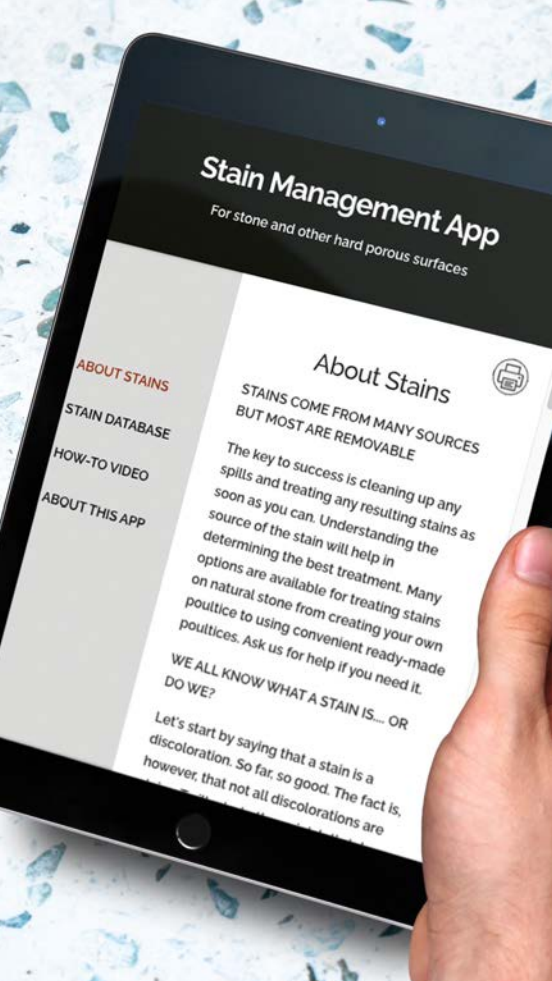 Stain Management App
For stone and other hard porous surfaces
ABOUT STAINS
STAIN DATABASE
HOW-TO VIDEO
ABOUT THIS APP
About Stains
STAINS COME FROM MANY SOURCES
BUT MOST ARE REMOVABLE
The key to success is cleaning up any
spills and treating any resulting stains as
soon as you can. Understanding the
source of the stain will help in
determining the best treatment. Many
options are available for treating stains
on natural stone from creating your own
poultice to using convenient ready-made
poultices. Ask us for help if you need it.
WE ALL KNOW WHAT A STAIN IS.... OR
DO WE?
Let's start by saying that a stain is a
discoloration. So far, so good. The fact is,
however, that not all discolorations are